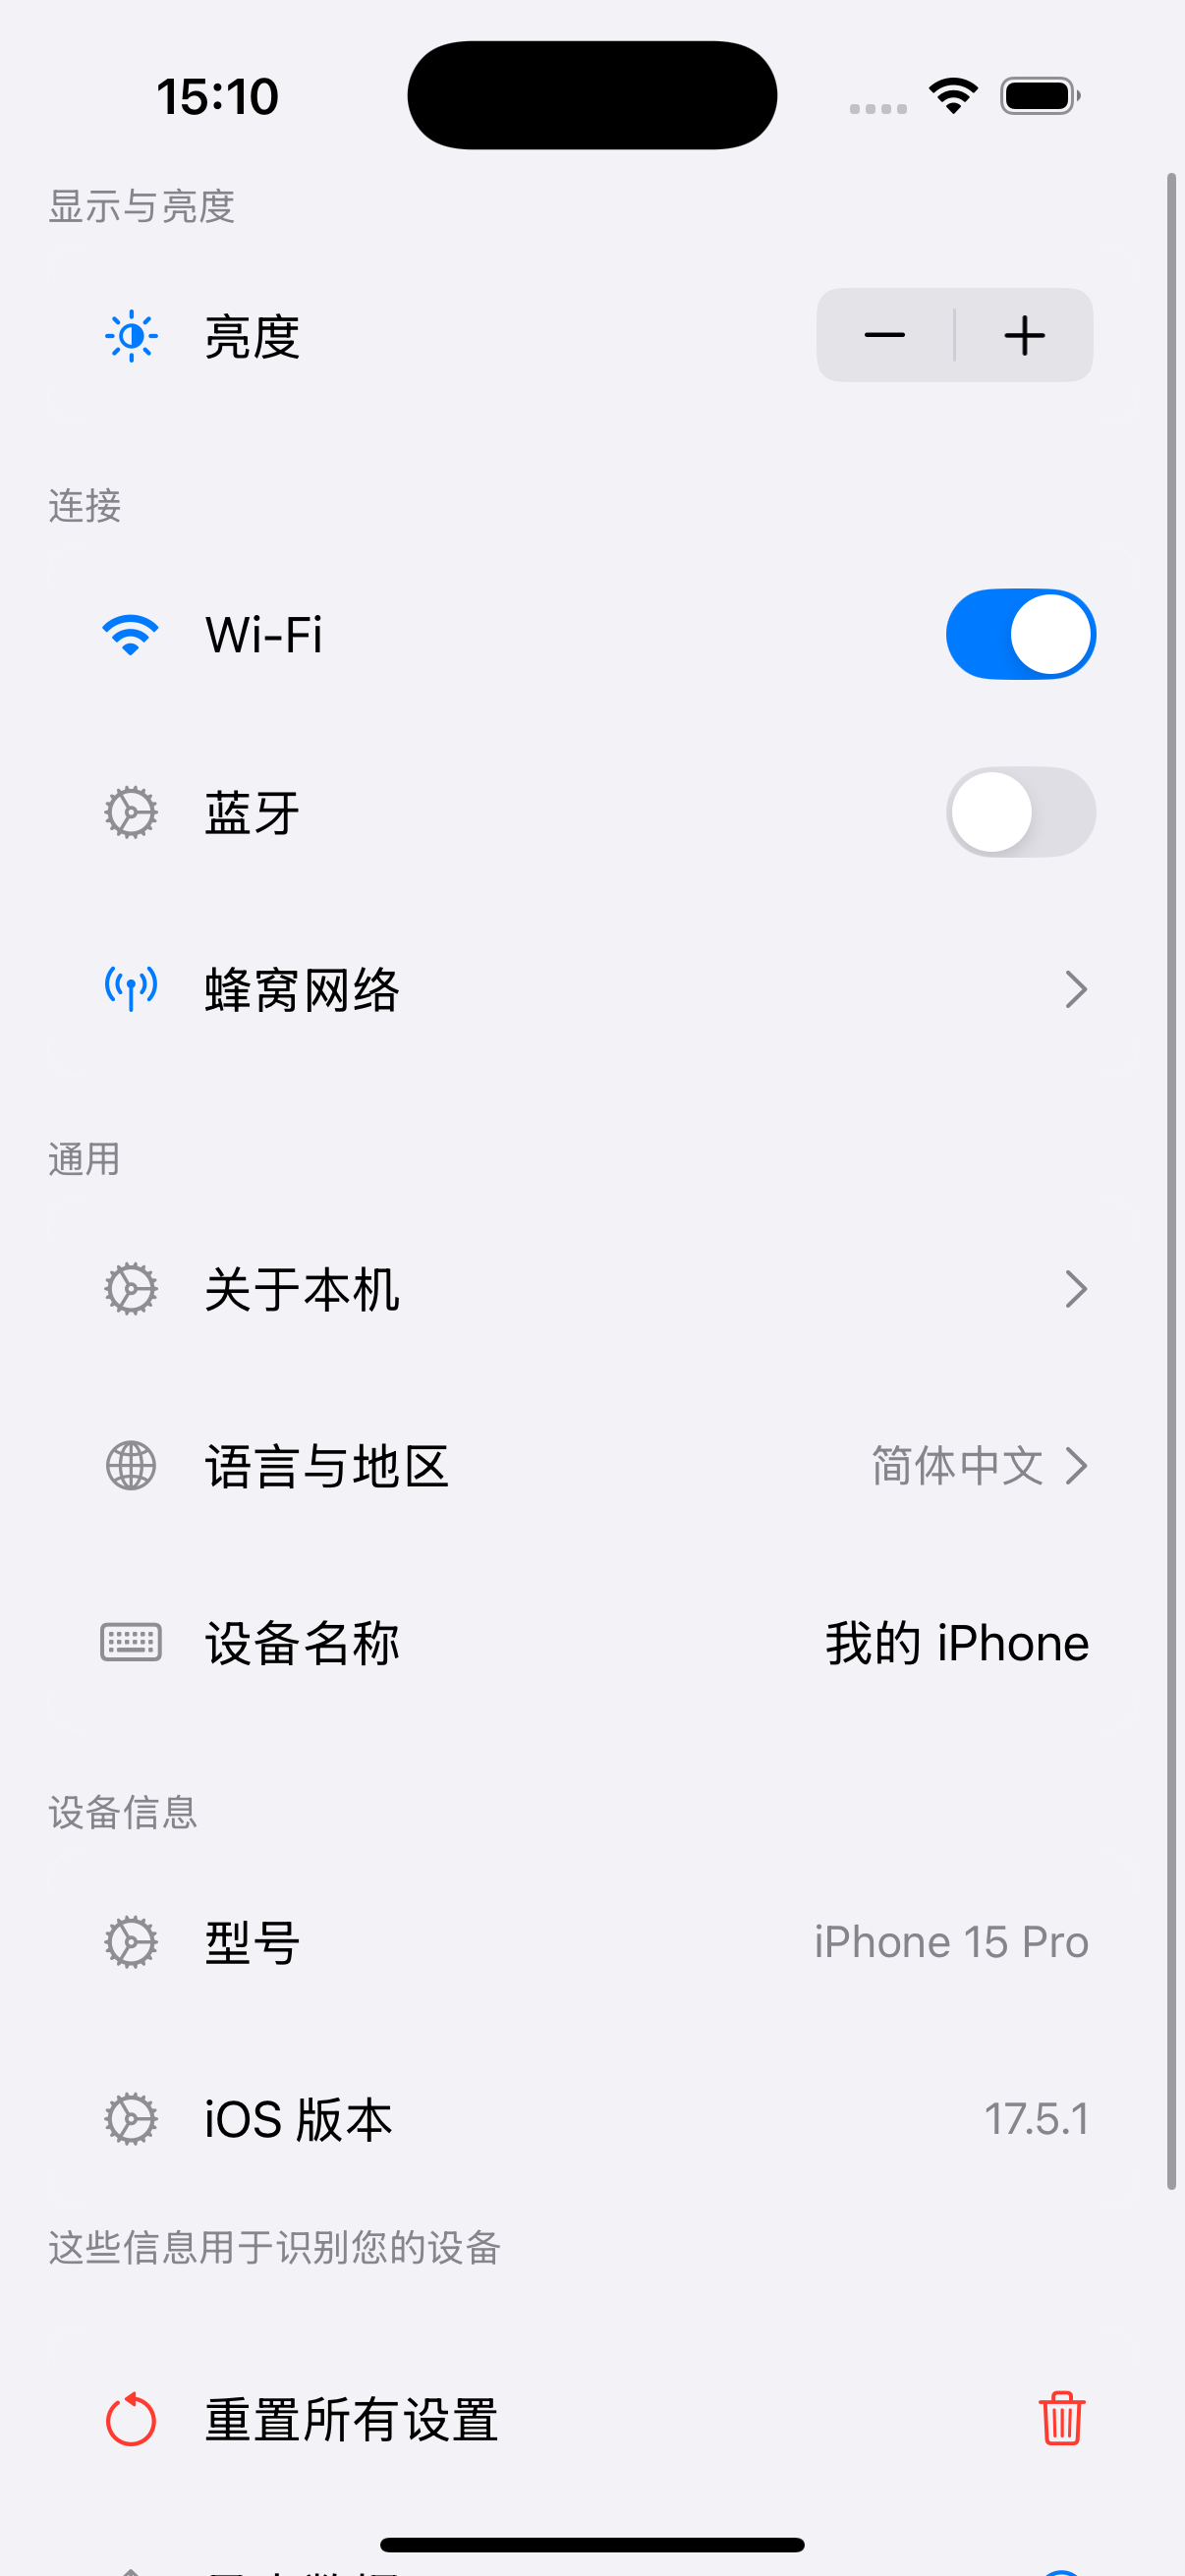 15:10
显示与亮度
亮度
连接
Wi-Fi
蓝牙
蜂窝网络
通用
关于本机
语言与地区 简体中文
设备名称 我的 iPhone
设备信息
型号 iPhone 15 Pro
iOS 版本 17.5.1
这些信息用于识别您的设备
重置所有设置